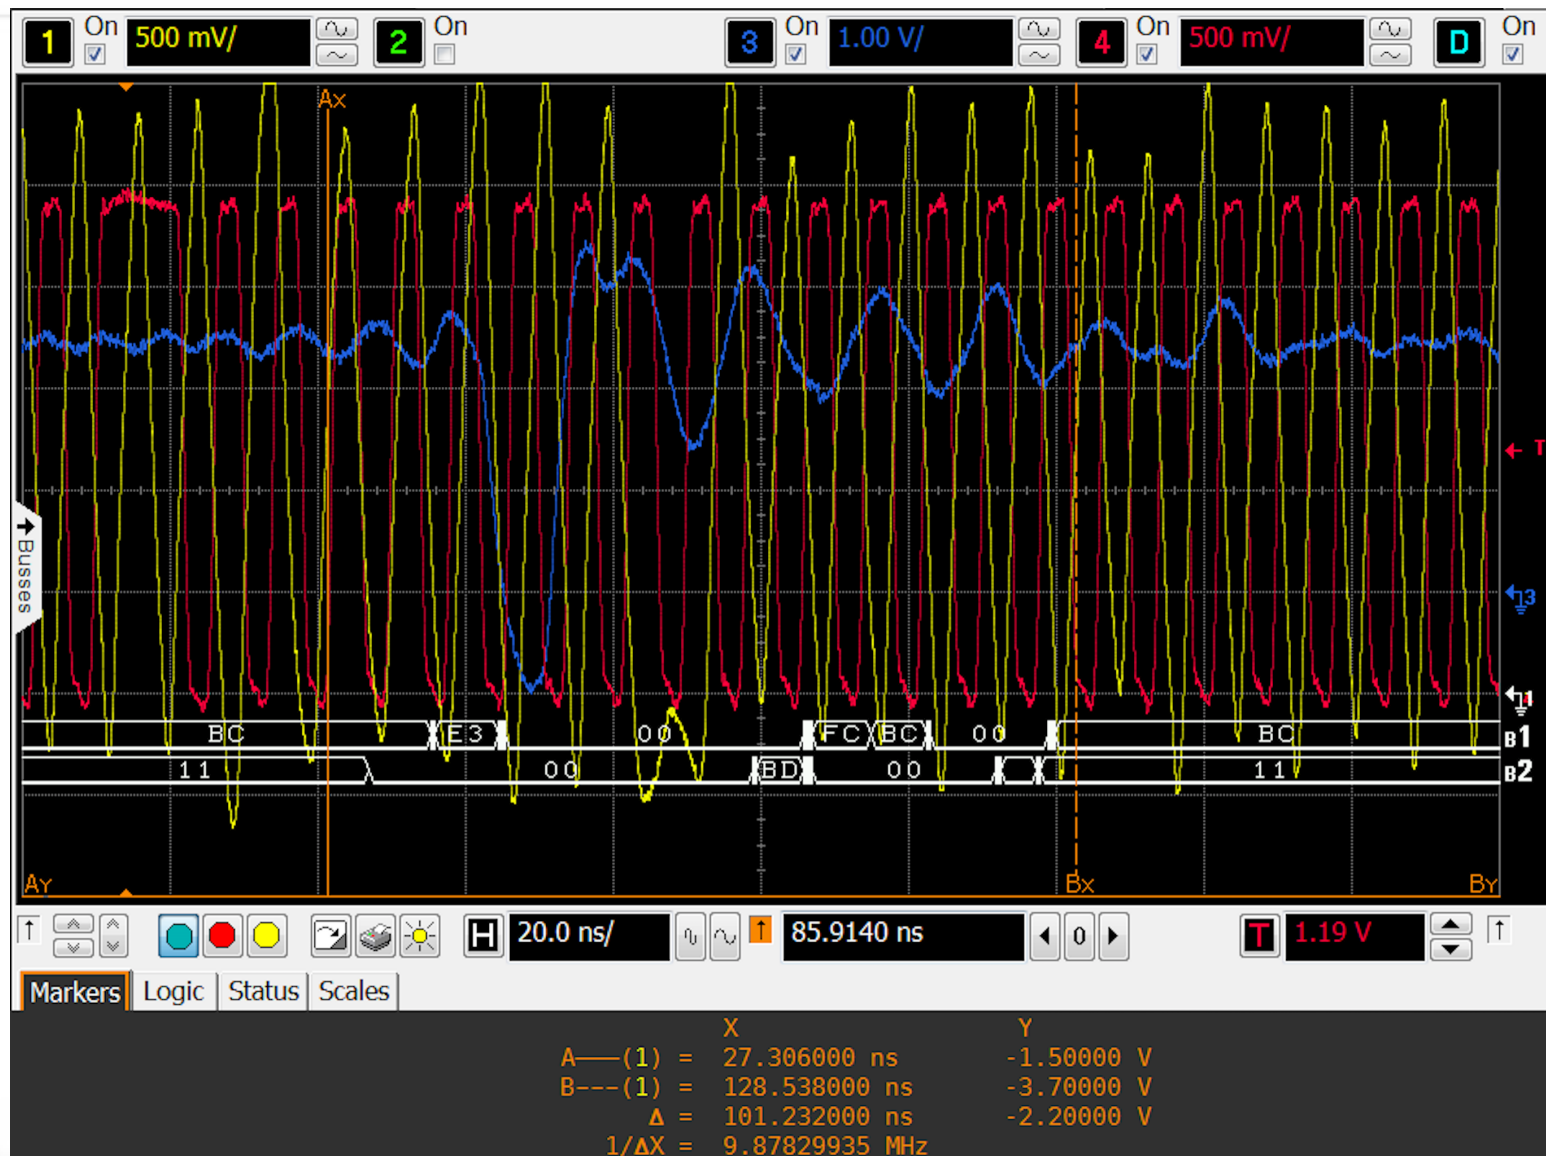 1 On 500 mV/ 2 On 3 On 1.00 V/ 4 On 500 mV/ D On
Ax
T
Busses
3
BC E3 00 FC BC 00 BC B1
11 00 BD 00 11 B2
AY Bx BY
H 20.0 ns/ 85.9140 ns 0 T 1.19 V
Markers Logic Status Scales
X Y
A———(1) = 27.306000 ns -1.50000 V
B---(1) = 128.538000 ns -3.70000 V
Δ = 101.232000 ns -2.20000 V
1/ΔX = 9.87829935 MHz